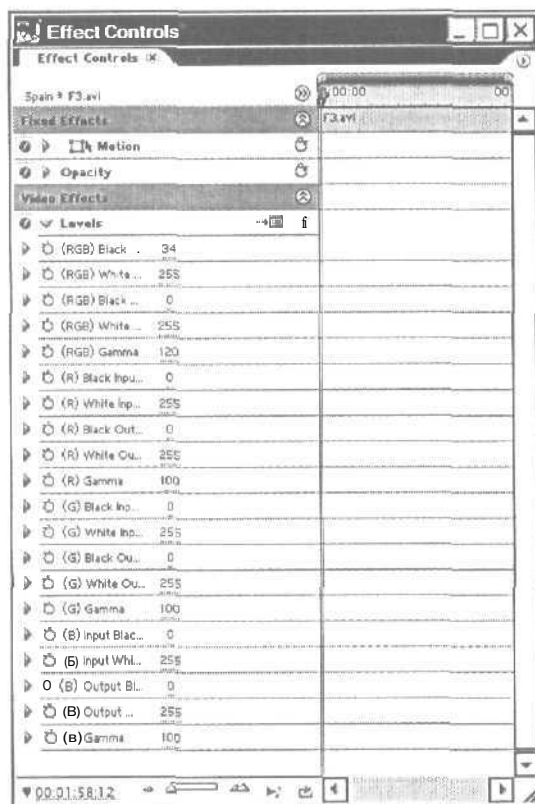 Effect Controls
Effect Controls
Spain * F3.avi
00:00 00
Fixed Effects F3.avi
Motion
Opacity
Video Effects
Levels
(RGB) Black . 34
(RGB) White ... 255
(RGB) Black ... 0
(RGB) White ... 255
(RGB) Gamma 120
(R) Black Inpu... 0
(R) White Inp... 255
(R) Black Out... 0
(R) White Ou... 255
(R) Gamma 100
(G) Black Inp... 0
(G) White Inp... 255
(G) Black Ou... 0
(G) White Ou... 255
(G) Gamma 100
(B) Input Blac... 0
(Б) Input Whi... 255
(B) Output Bl... 0
(B) Output ... 255
(в) Gamma 100
00:01:58:12